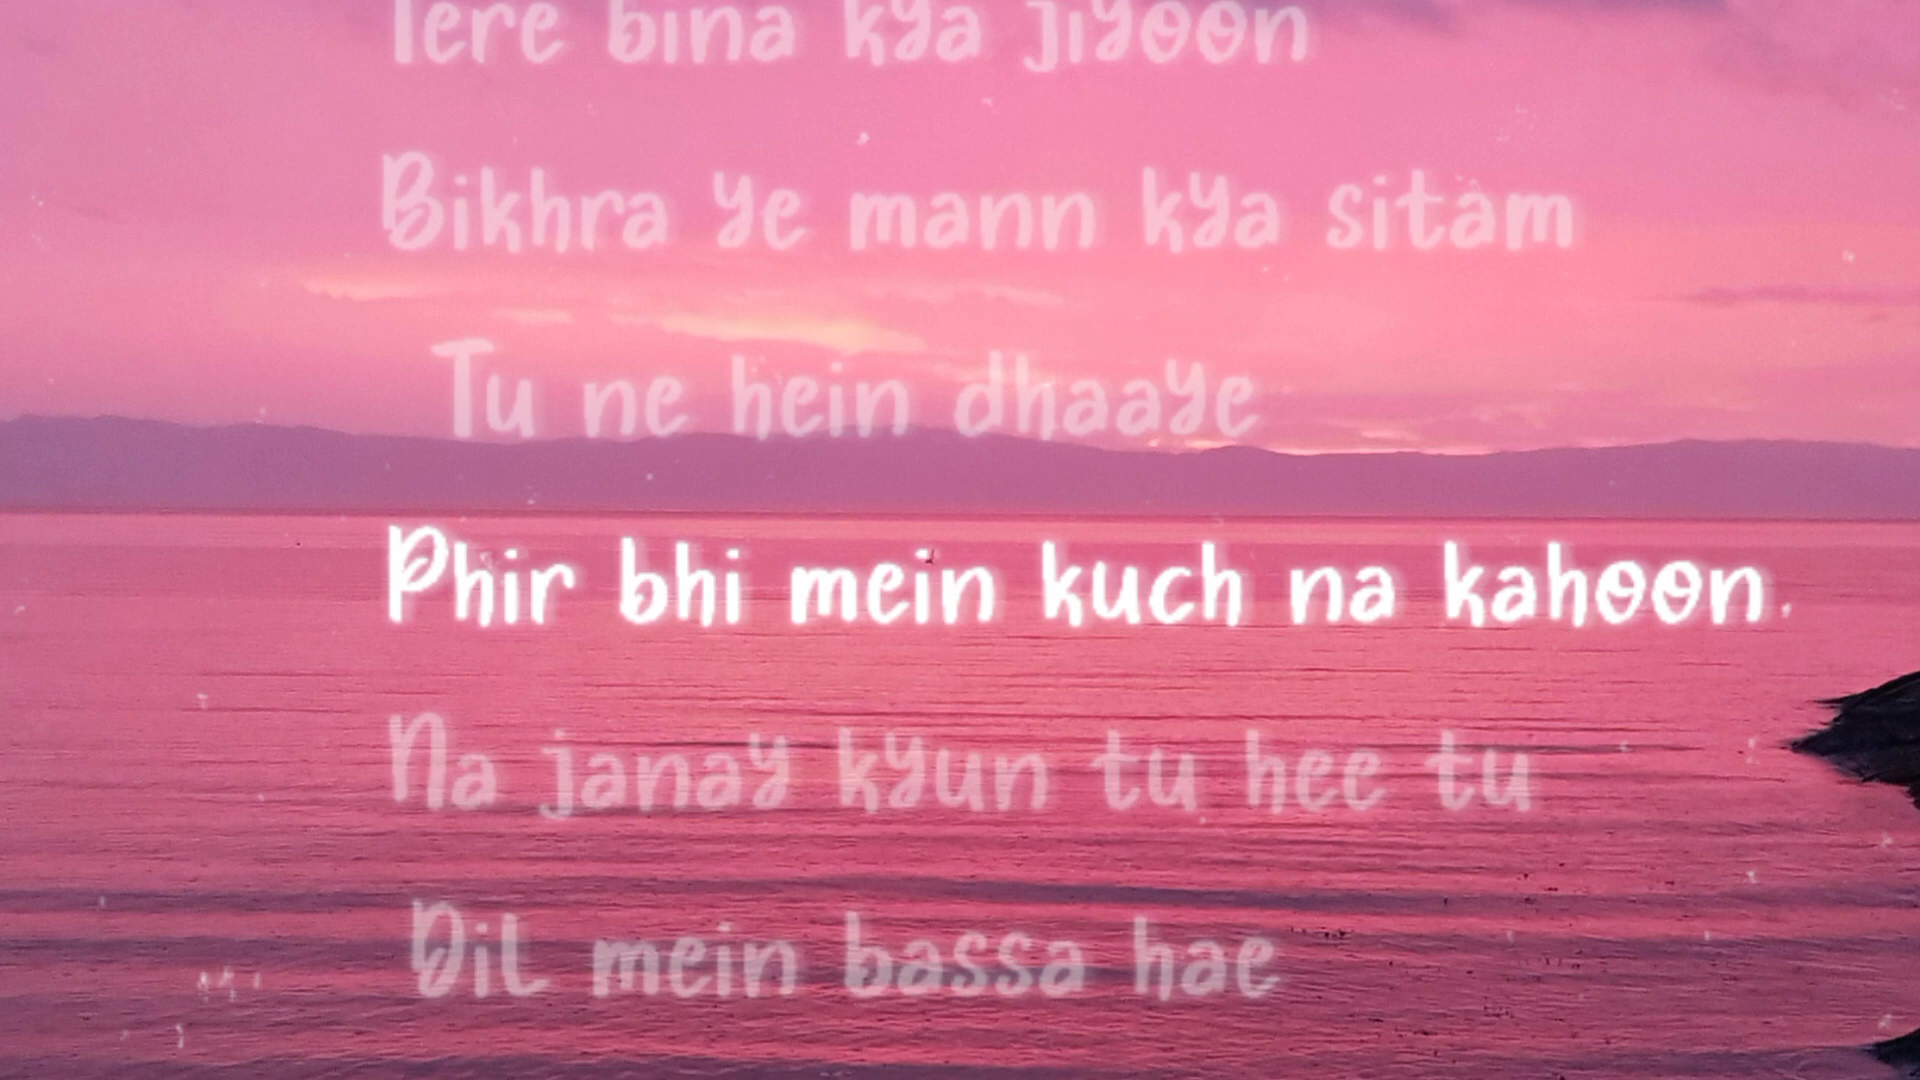 Tere bina kya jiyoon
Bikhra ye mann kya sitam
Tu ne hein dhaaye
Phir bhi mein kuch na kahoon
Na janay kyun tu hee tu
Dil mein bassa hae